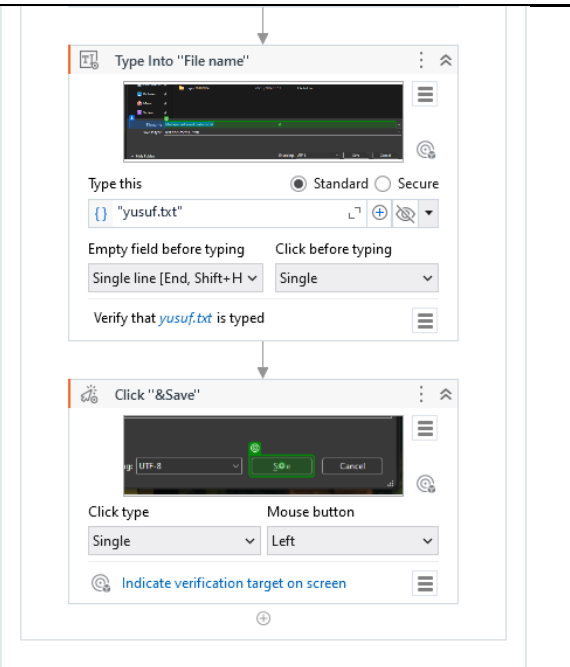 Type Into "File name"
Type this
Standard
Secure
"yusuf.txt"
Empty field before typing
Click before typing
Single line [End, Shift+H
Single
Verify that yusuf.txt is typed
Click "&Save"
UTF-8
Save
Cancel
Click type
Mouse button
Single
Left
Indicate verification target on screen